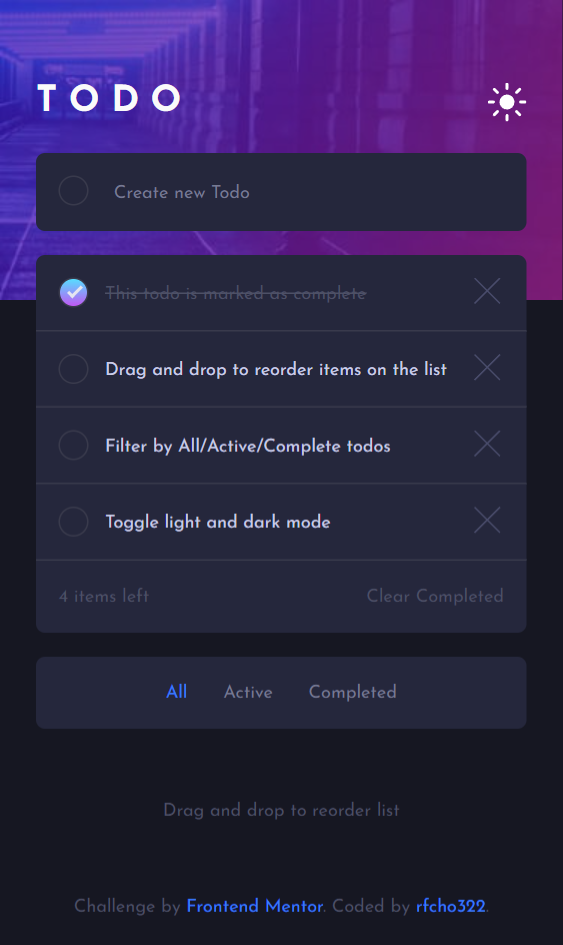 TODO
Create new Todo
This todo is marked as complete
Drag and drop to reorder items on the list
Filter by All/Active/Complete todos
Toggle light and dark mode
4 items left Clear Completed
All Active Completed
Drag and drop to reorder list
Challenge by Frontend Mentor. Coded by rfcho322.